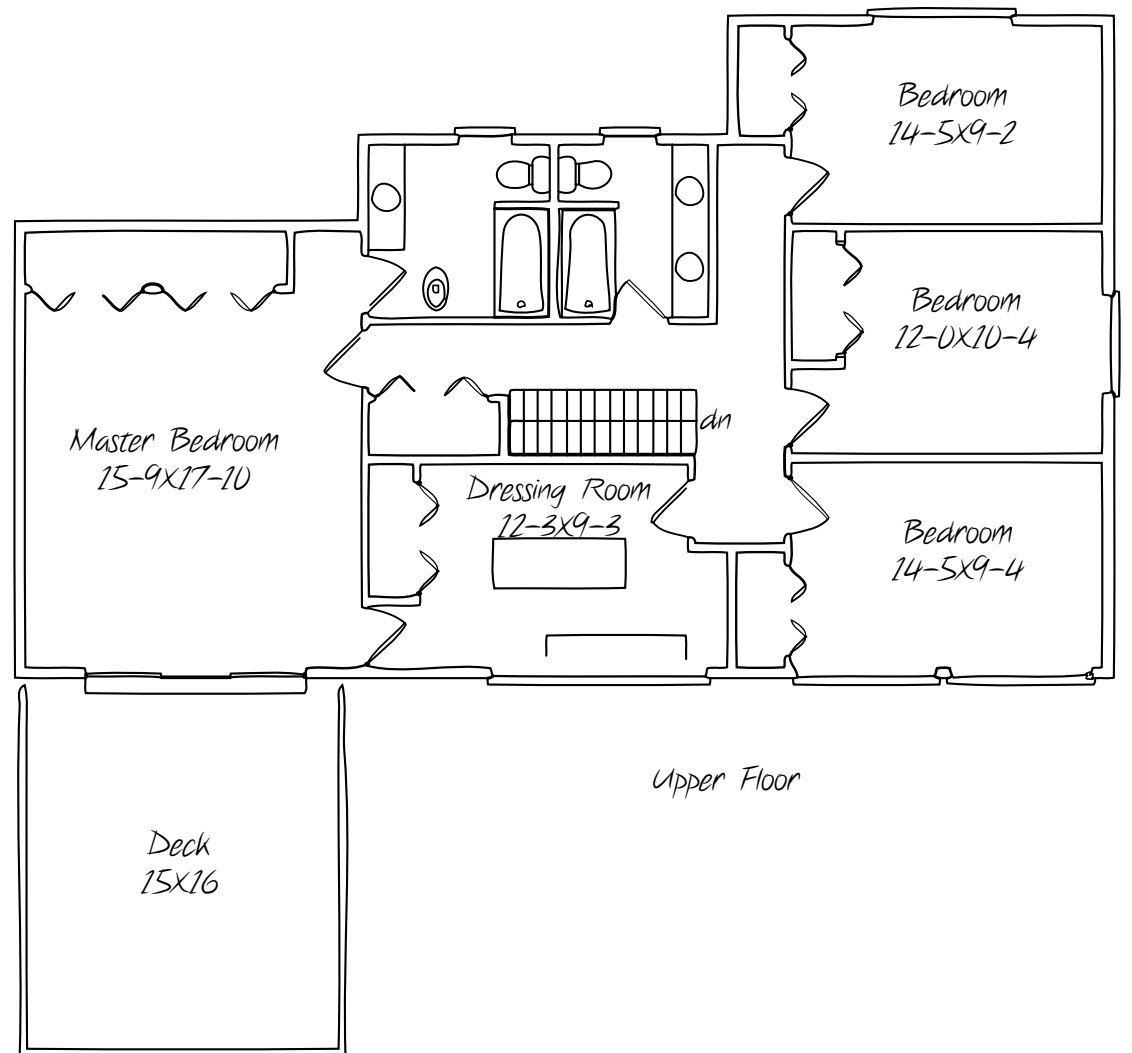 Bedroom
14-5x9-2
Bedroom
12-0x10-4
Master Bedroom
15-9x17-10
dn
Dressing Room
12-3x9-3
Bedroom
14-5x9-4
Upper Floor
Deck
15x16